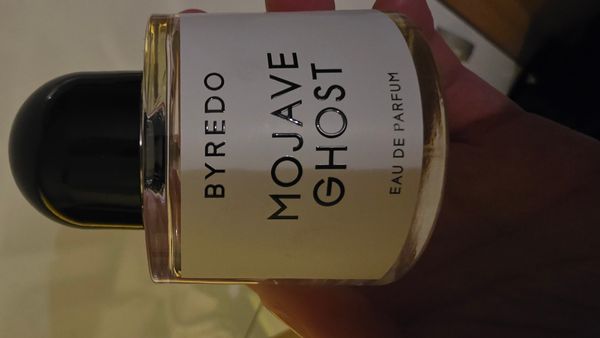 BYREDO
MOJAVE
GHOST
EAU DE PARFUM